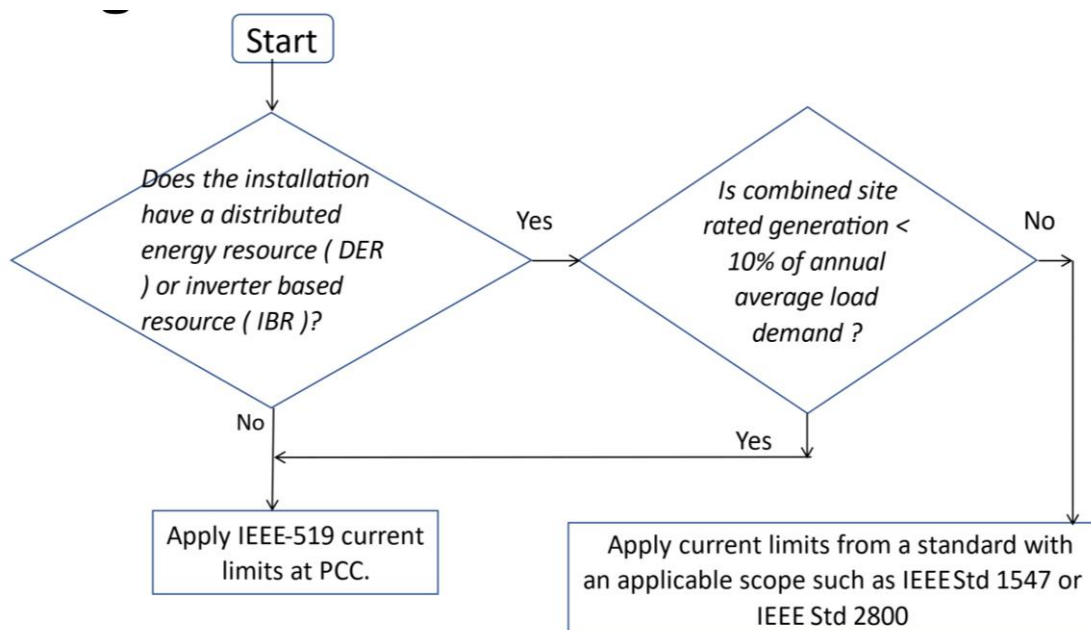 Start
Does the installation
have a distributed
energy resource ( DER
) or inverter based
resource ( IBR )?
Yes
Is combined site
rated generation <
10% of annual
average load
demand ?
No
No
Yes
Apply IEEE-519 current
limits at PCC.
Apply current limits from a standard with
an applicable scope such as IEEE Std 1547 or
IEEE Std 2800